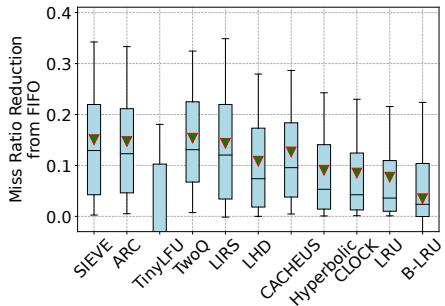 Miss Ratio Reduction
from FIFO
0.4
0.3
0.2
0.1
0.0
SIEVE
ARC
TinyLFU
TwoQ
LIRS
LHD
CACHEUS
Hyperbolic
CLOCK
LRU
B-LRU